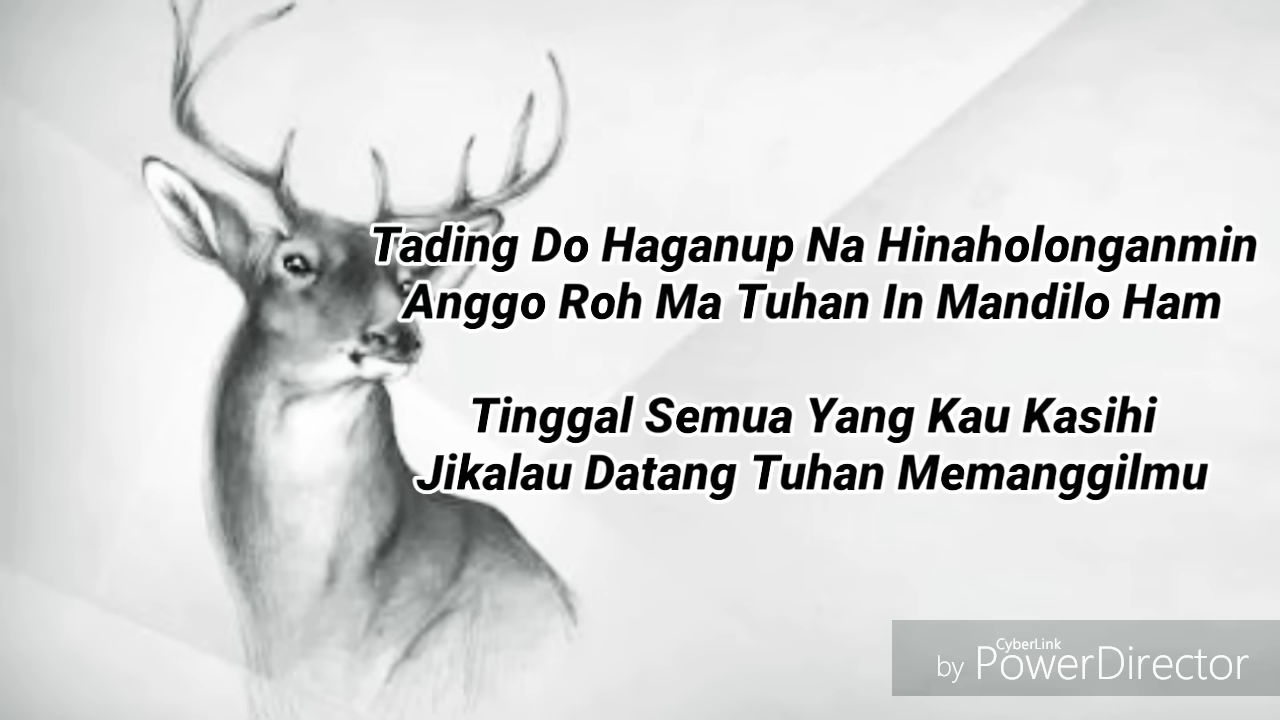 Tading Do Haganup Na Hinaholonganmin
Anggo Roh Ma Tuhan In Mandilo Ham
Tinggal Semua Yang Kau Kasihi
Jikalau Datang Tuhan Memanggilmu
CyberLink
by PowerDirector